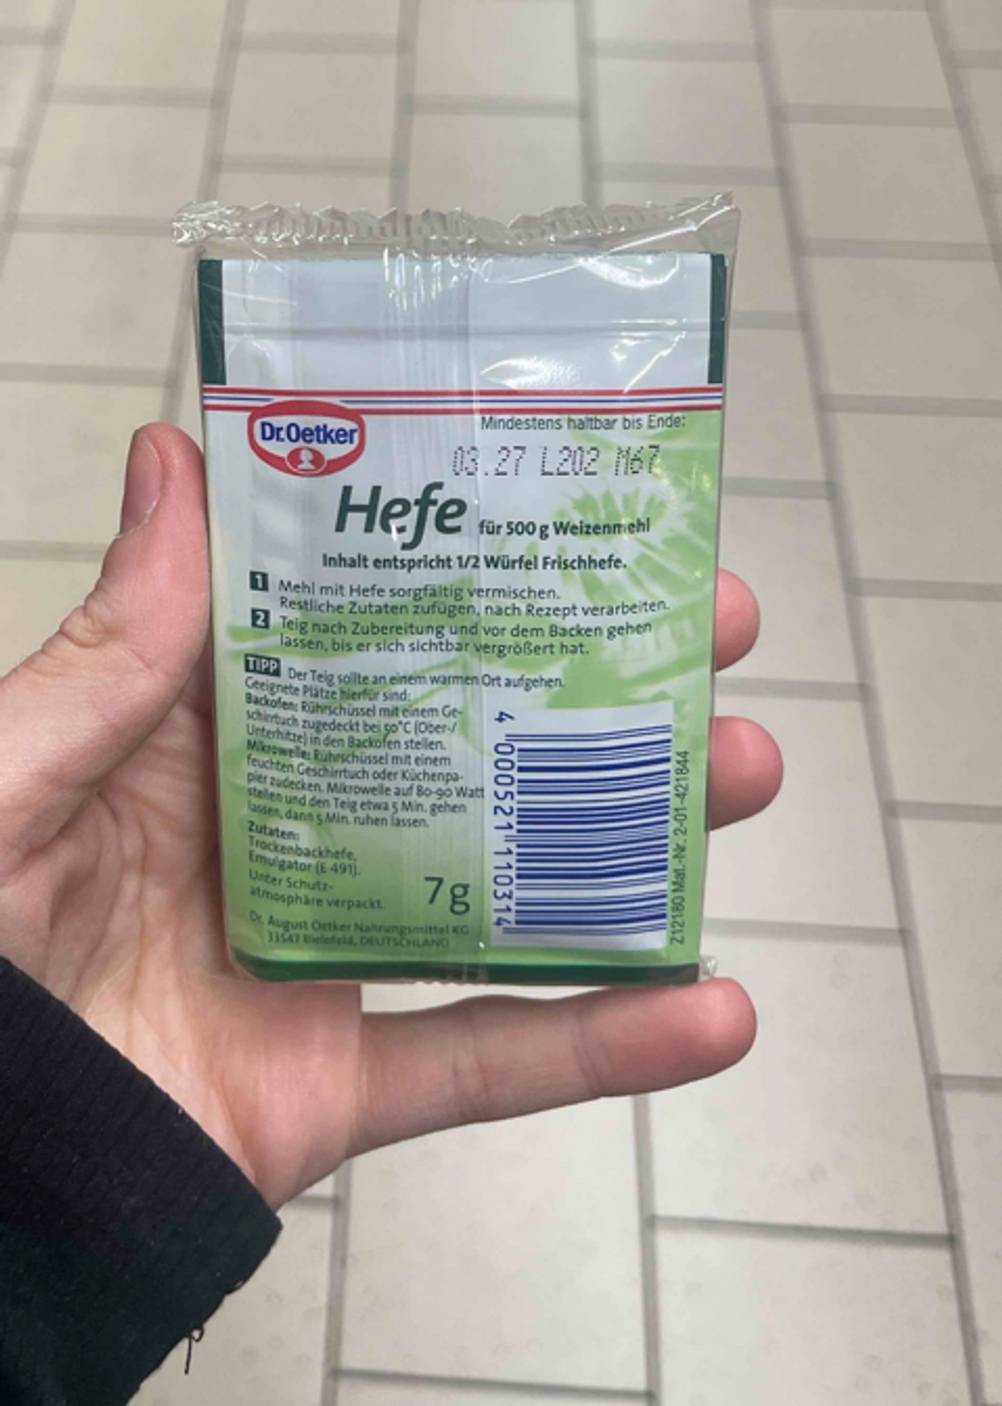 Dr.Oetker
Mindestens haltbar bis Ende:
03.27 L202 M67
Hefe für 500 g Weizenmehl
Inhalt entspricht 1/2 Würfel Frischhefe.
1 Mehl mit Hefe sorgfältig vermischen.
Restliche Zutaten zufügen, nach Rezept verarbeiten.
2 Teig nach Zubereitung und vor dem Backen gehen
lassen, bis er sich sichtbar vergrößert hat.
TIPP Der Teig sollte an einem warmen Ort aufgehen.
Geeignete Plätze hierfür sind:
Backofen: Rührschüssel mit einem Ge-
schirrtuch zugedeckt bei 50°C (Ober-/
Unterhitze) in den Backofen stellen.
Mikrowelle: Rührschüssel mit einem
feuchten Geschirrtuch oder Küchenpa-
pier zudecken. Mikrowelle auf 80-90 Watt
stellen und den Teig etwa 5 Min. gehen
lassen, dann 5 Min. ruhen lassen.
Zutaten:
Trockenbackhefe,
Emulgator (E 491).
Unter Schutz-
atmosphäre verpackt.
7g
Dr. August Oetker Nahrungsmittel KG
33547 Bielefeld, DEUTSCHLAND
4 000521 110314
Z12180 Mat.-Nr. 2-01-421844